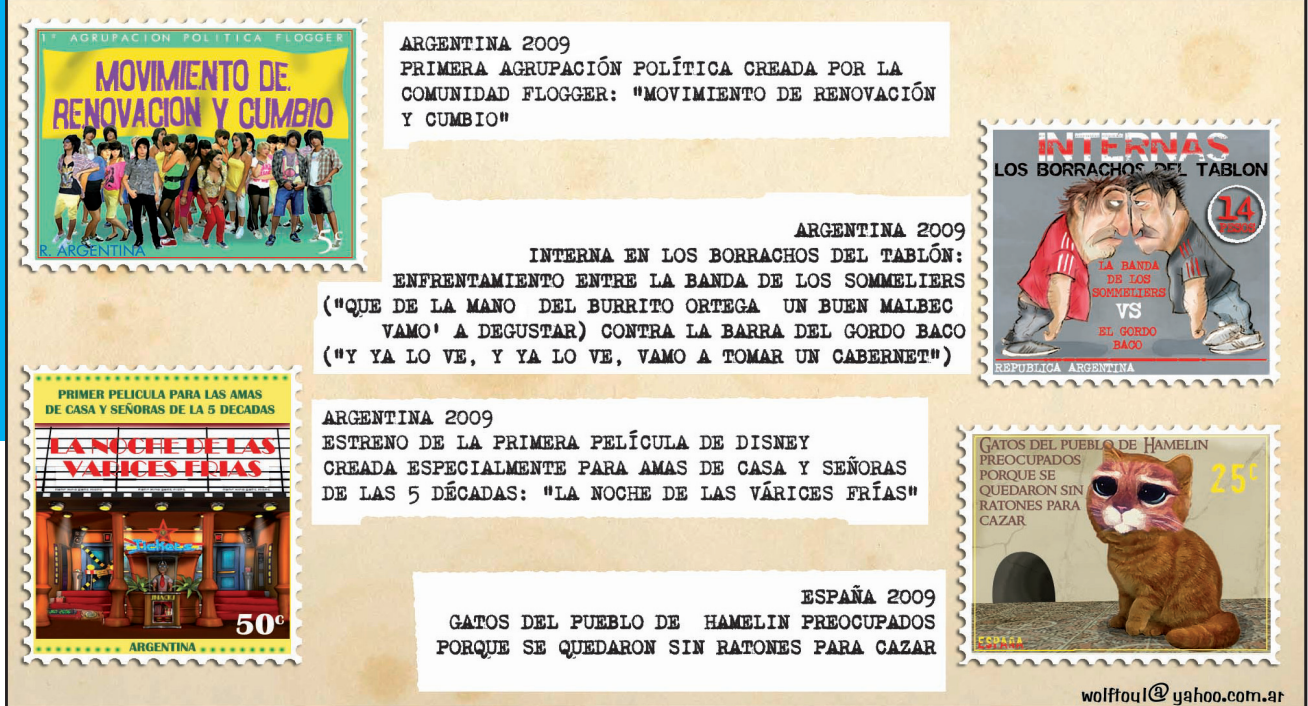 1º AGRUPACION POLITICA FLOGGER
MOVIMIENTO DE
RENOVACION Y CUMBIO
R. ARGENTINA
5c
ARGENTINA 2009
PRIMERA AGRUPACIÓN POLÍTICA CREADA POR LA
COMUNIDAD FLOGGER: "MOVIMIENTO DE RENOVACIÓN
Y CUMBIO"
ARGENTINA 2009
INTERNA EN LOS BORRACHOS DEL TABLÓN:
ENFRENTAMIENTO ENTRE LA BANDA DE LOS SOMMELIERS
("QUE DE LA MANO DEL BURRITO ORTEGA UN BUEN MALBEC
VAMO' A DEGUSTAR) CONTRA LA BARRA DEL GORDO BACO
("Y YA LO VE, Y YA LO VE, VAMO A TOMAR UN CABERNET")
INTERNAS
LOS BORRACHOS DEL TABLON
14
PESOS
LA BANDA
DE LOS
SOMMELIERS
VS
EL GORDO
BACO
REPUBLICA ARGENTINA
PRIMER PELICULA PARA LAS AMAS
DE CASA Y SEÑORAS DE LA 5 DECADAS
LA NOCHE DE LAS
VARICES FRIAS
Tickets
50c
ARGENTINA
ARGENTINA 2009
ESTRENO DE LA PRIMERA PELÍCULA DE DISNEY
CREADA ESPECIALMENTE PARA AMAS DE CASA Y SEÑORAS
DE LAS 5 DÉCADAS: "LA NOCHE DE LAS VÁRICES FRÍAS"
ESPAÑA 2009
GATOS DEL PUEBLO DE HAMELIN PREOCUPADOS
PORQUE SE QUEDARON SIN RATONES PARA CAZAR
GATOS DEL PUEBLO DE HAMELIN
PREOCUPADOS
PORQUE SE
QUEDARON SIN
RATONES PARA
CAZAR
25c
ESPAÑA
wolffoul@yahoo.com.ar